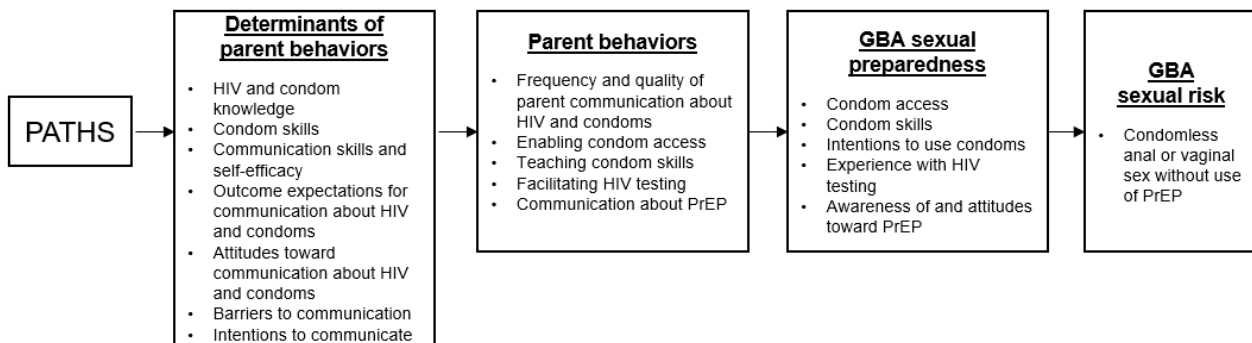 PATHS
Determinants of
parent behaviors
• HIV and condom
knowledge
• Condom skills
• Communication skills and
self-efficacy
• Outcome expectations for
communication about HIV
and condoms
• Attitudes toward
communication about HIV
and condoms
• Barriers to communication
• Intentions to communicate
Parent behaviors
• Frequency and quality of
parent communication about
HIV and condoms
• Enabling condom access
• Teaching condom skills
• Facilitating HIV testing
• Communication about PrEP
GBA sexual
preparedness
• Condom access
• Condom skills
• Intentions to use condoms
• Experience with HIV
testing
• Awareness of and attitudes
toward PrEP
GBA
sexual risk
• Condomless
anal or vaginal
sex without use
of PrEP